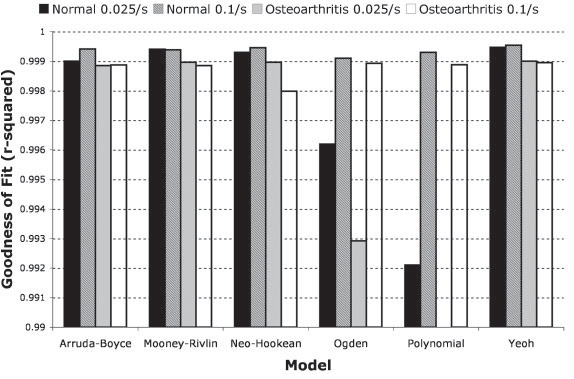 Normal 0.025/s Normal 0.1/s Osteoarthritis 0.025/s Osteoarthritis 0.1/s
1
0.999
0.998
0.997
0.996
0.995
0.994
0.993
0.992
0.991
0.99
Goodness of Fit (r-squared)
Arruda-Boyce Mooney-Rivlin Neo-Hookean Ogden Polynomial Yeoh
Model